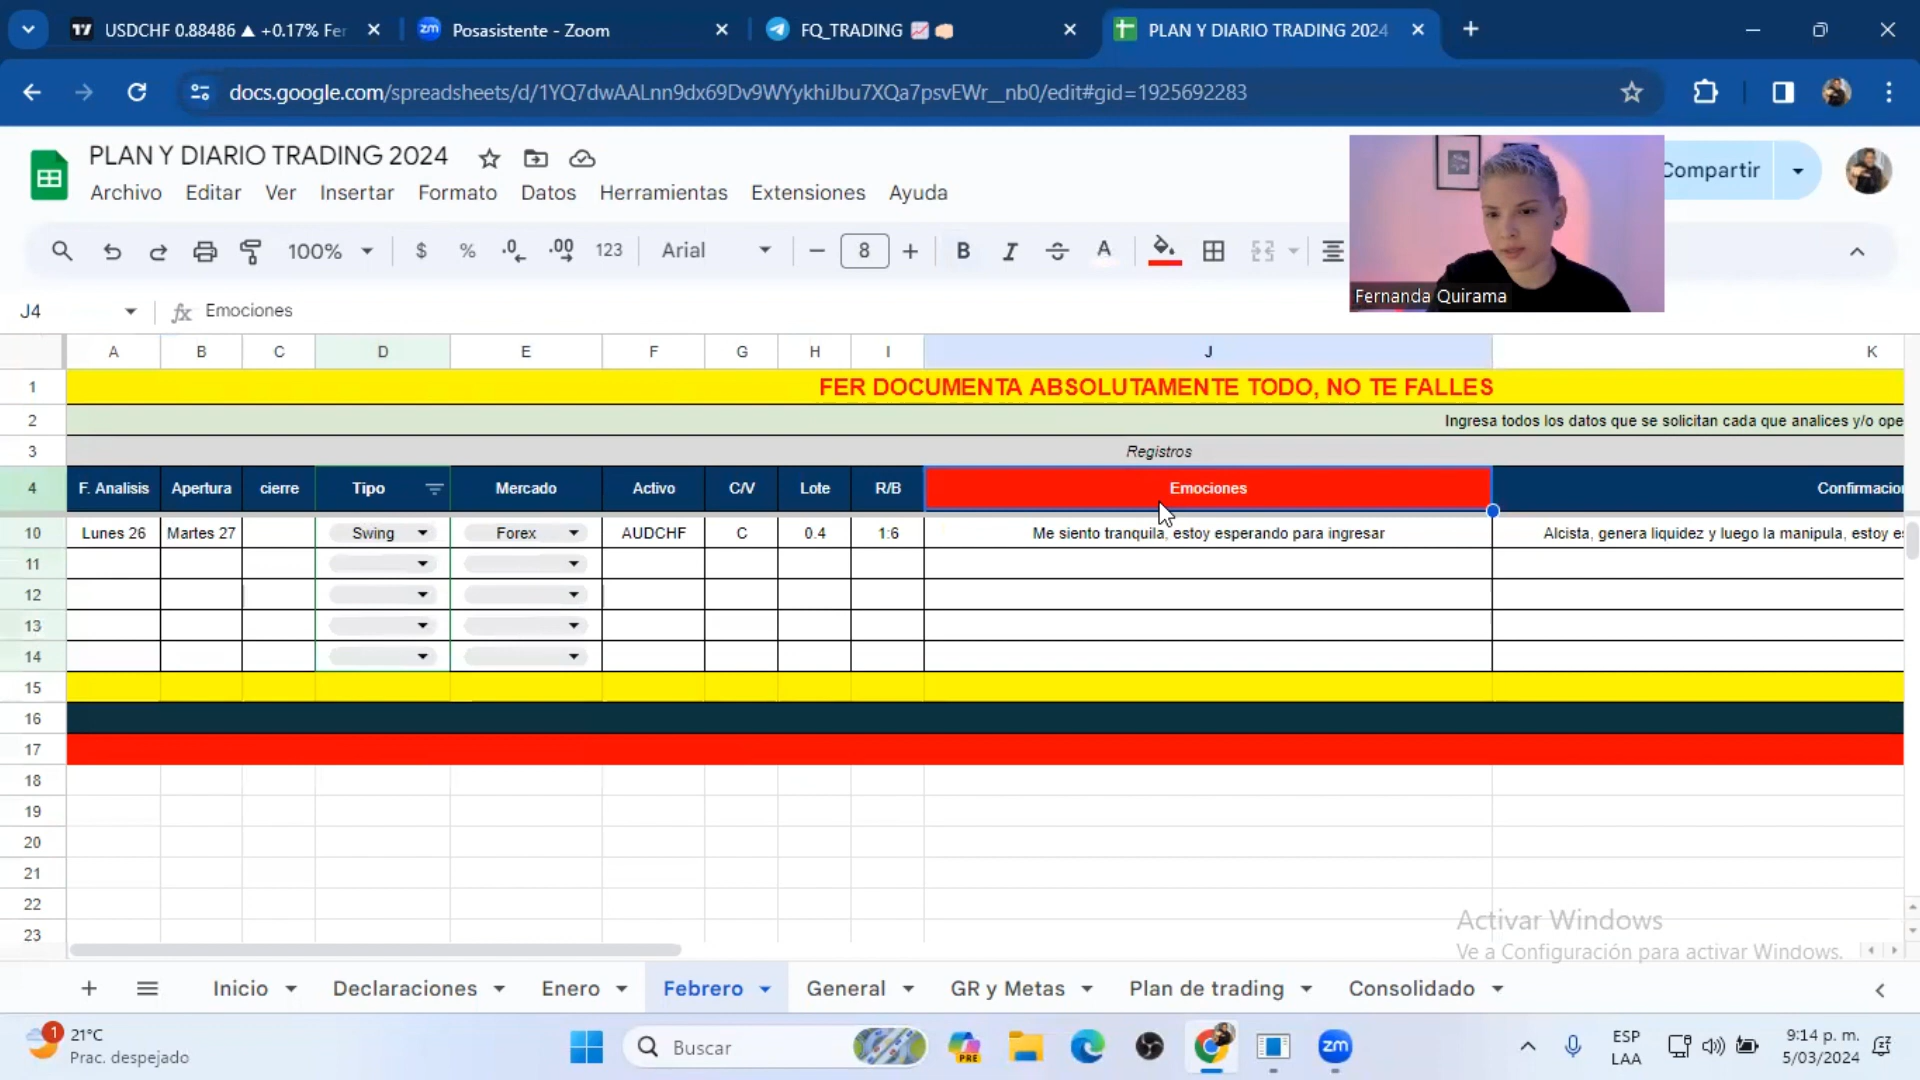 USDCHF 0.88486 ▲ +0.17% Fer
Posasistente - Zoom
FQ_TRADING 📈👊🏻
PLAN Y DIARIO TRADING 2024
docs.google.com/spreadsheets/d/1YQ7dwAALnn9dx69Dv9WYykhiJbu7XQa7psvEWr__nb0/edit#gid=1925692283
PLAN Y DIARIO TRADING 2024
Archivo Editar Ver Insertar Formato Datos Herramientas Extensiones Ayuda
Compartir
100% $ % .0 .00 123 Arial 8 B I A
Fernanda Quirama
J4 fx Emociones
A B C D E F G H I J K
1 FER DOCUMENTA ABSOLUTAMENTE TODO, NO TE FALLES
2 Ingresa todos los datos que se solicitan cada que analices y/o ope
3 Registros
4 F. Analisis Apertura cierre Tipo Mercado Activo C/V Lote R/B Emociones Confirmacion
10 Lunes 26 Martes 27 Swing Forex AUDCHF C 0.4 1:6 Me siento tranquila, estoy esperando para ingresar Alcista, genera liquidez y luego la manipula, estoy es
11
12
13
14
15
16
17
18
19
20
21
22
23
Activar Windows
Ve a Configuración para activar Windows.
+ Inicio Declaraciones Enero Febrero General GR y Metas Plan de trading Consolidado
1 21°C
Prac. despejado
Buscar
PRE
zm
ESP
LAA
9:14 p. m.
5/03/2024